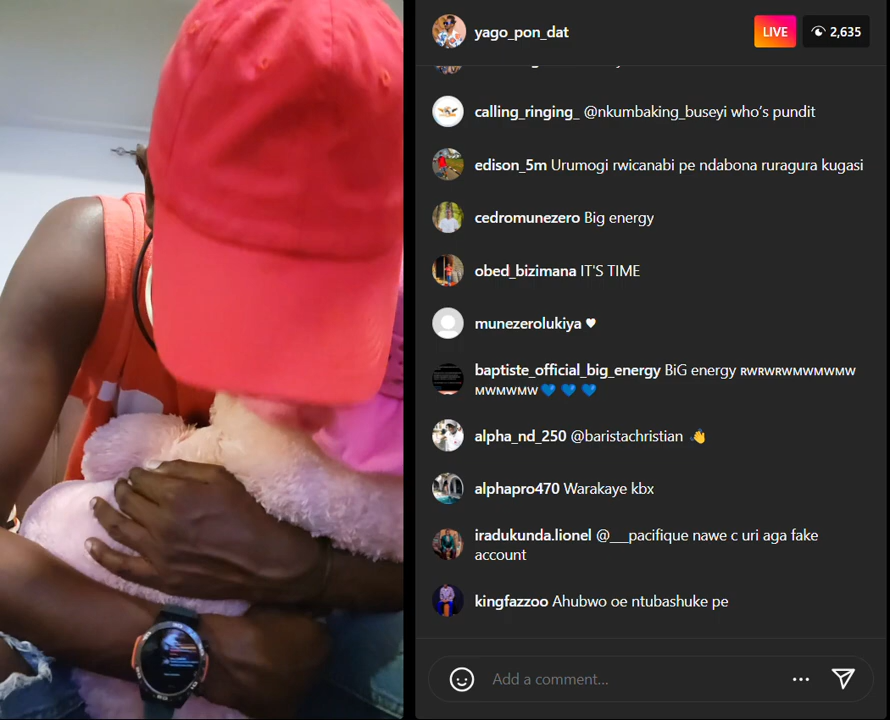 yago_pon_dat LIVE 2,635
calling_ringing_ @nkumbaking_buseyi who's pundit
edison_5m Urumogi rwicanabi pe ndabona ruragura kugasi
cedromunezero Big energy
obed_bizimana IT'S TIME
munezerolukiya ♥
baptiste_official_big_energy BiG energy ʀᴡʀᴡʀᴡᴍᴡᴍᴡᴍᴡ
ᴍᴡᴍᴡᴍᴡ 💙 💙 💙
alpha_nd_250 @baristachristian 👋
alphapro470 Warakaye kbx
iradukunda.lionel @___pacifique nawe c uri aga fake
account
kingfazzoo Ahubwo oe ntubashuke pe
Add a comment...